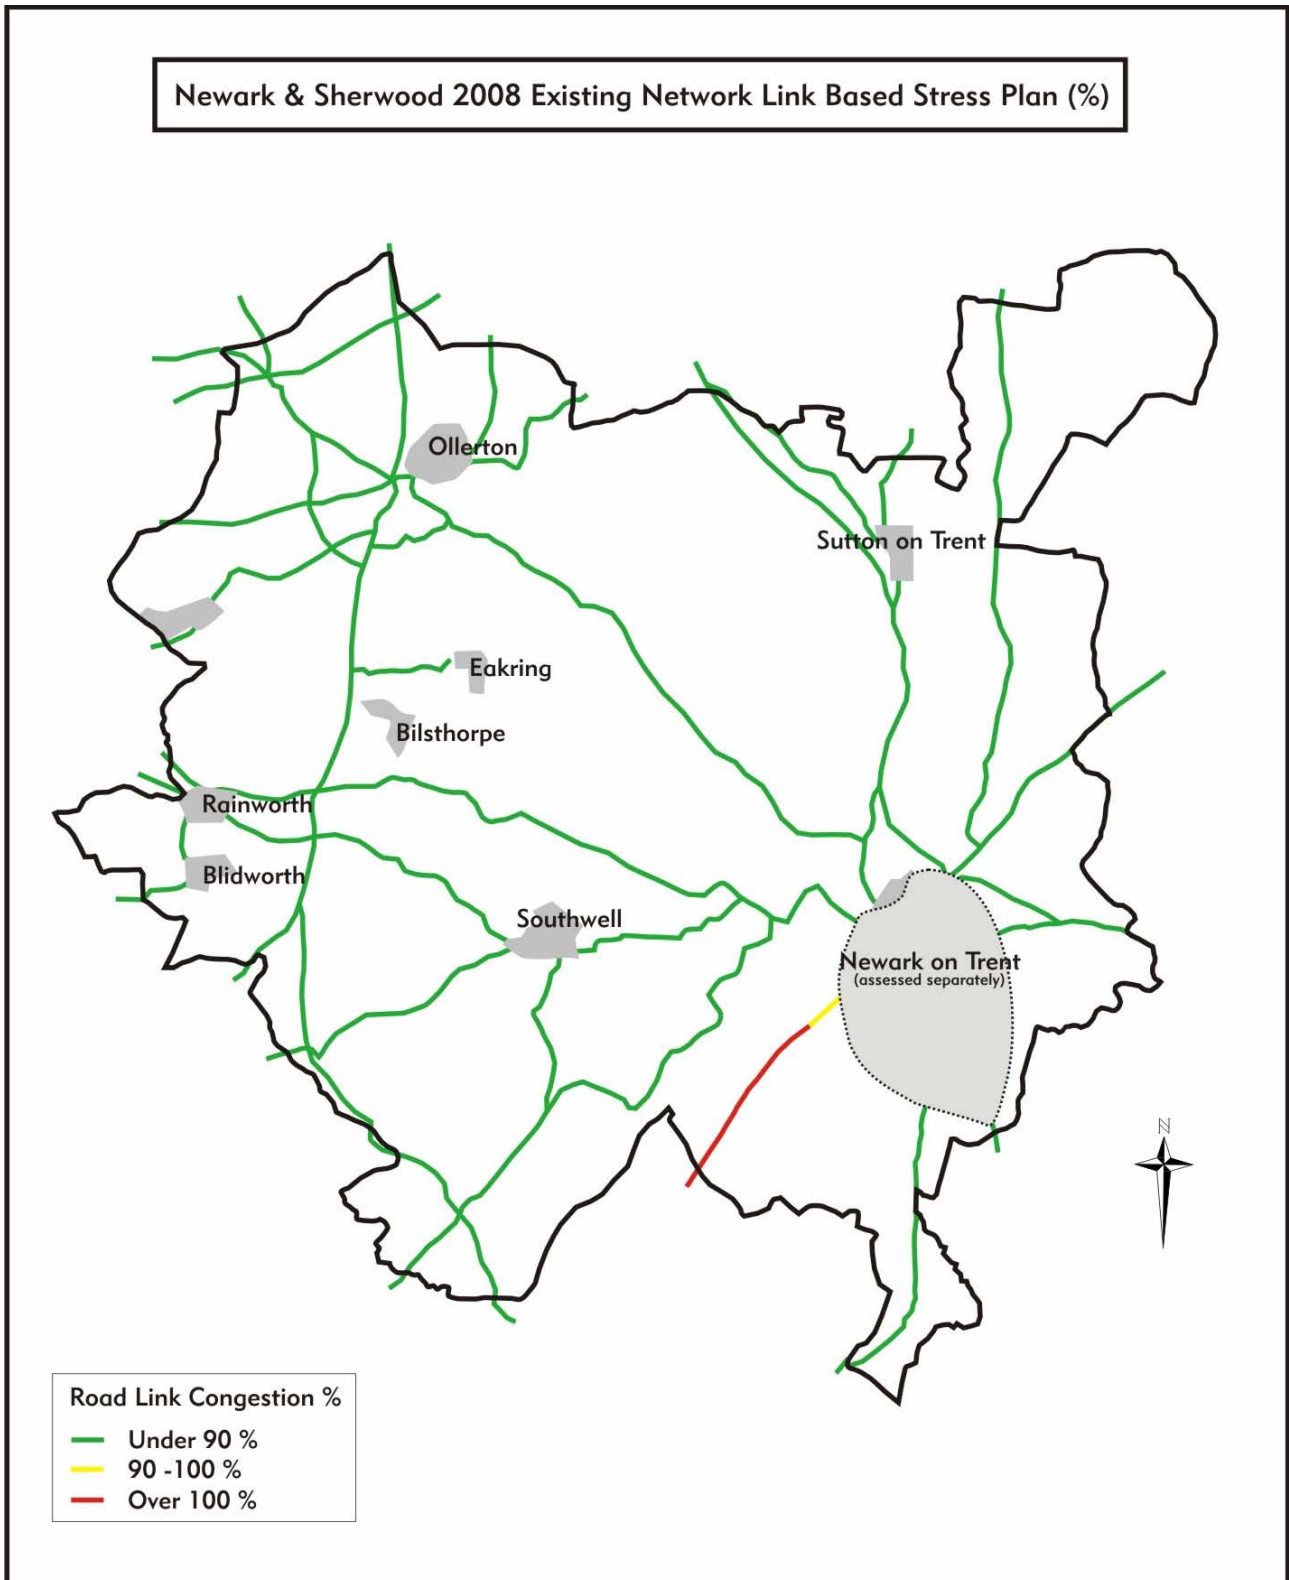 Newark & Sherwood 2008 Existing Network Link Based Stress Plan (%)
Ollerton
Sutton on Trent
Eakring
Bilsthorpe
Rainworth
Blidworth
Southwell
Newark on Trent
(assessed separately)
N
Road Link Congestion %
Under 90 %
90 -100 %
Over 100 %